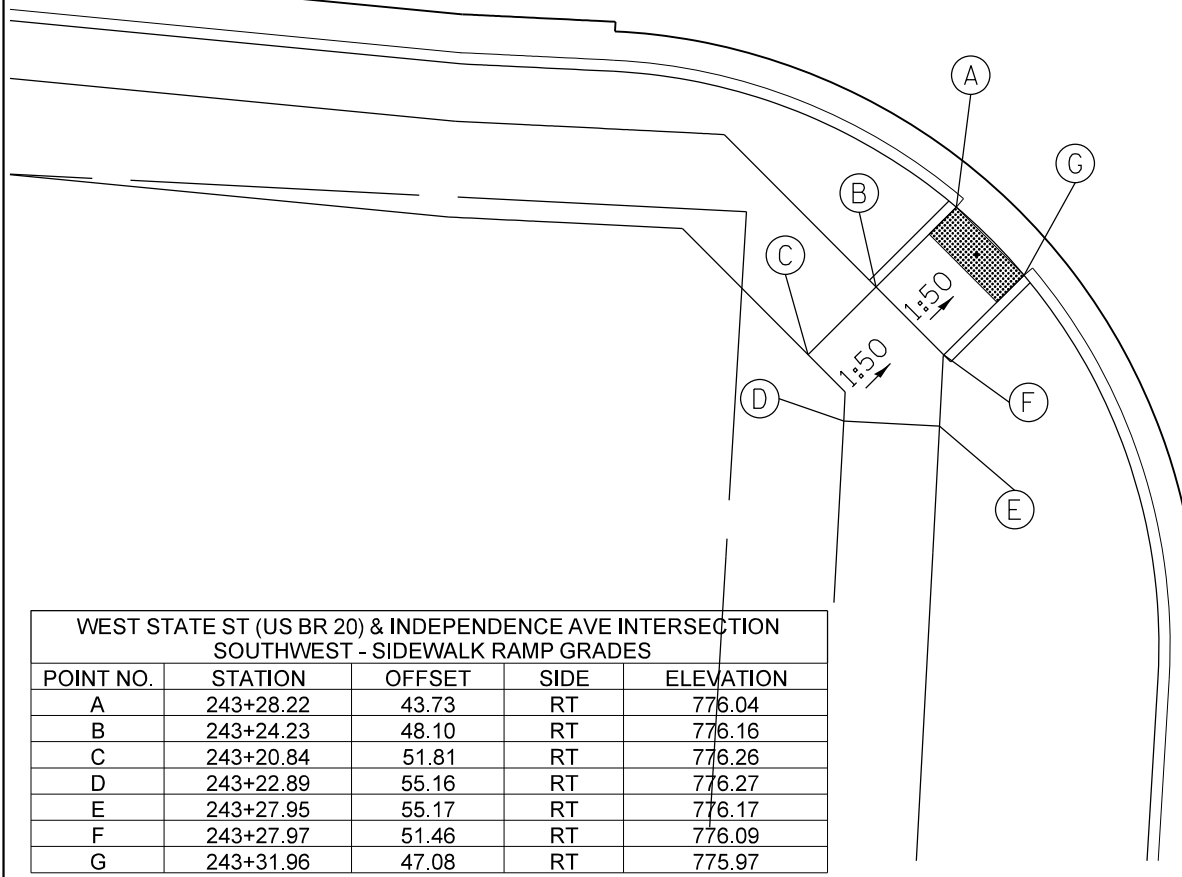 A
G
B
C
1:50
1:50
D
F
E
WEST STATE ST (US BR 20) & INDEPENDENCE AVE INTERSECTION
SOUTHWEST - SIDEWALK RAMP GRADES
POINT NO. STATION OFFSET SIDE ELEVATION
A 243+28.22 43.73 RT 776.04
B 243+24.23 48.10 RT 776.16
C 243+20.84 51.81 RT 776.26
D 243+22.89 55.16 RT 776.27
E 243+27.95 55.17 RT 776.17
F 243+27.97 51.46 RT 776.09
G 243+31.96 47.08 RT 775.97